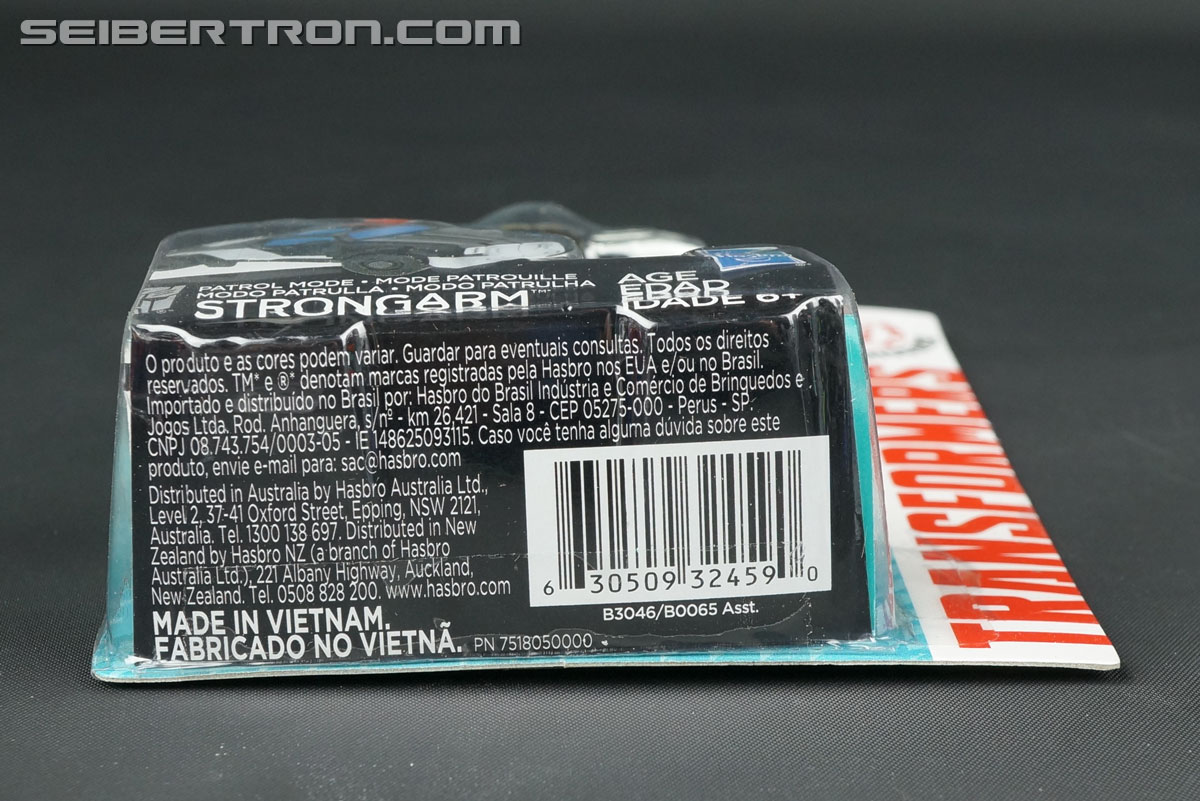 SEIBERTRON.COM
PATROL MODE • MODE PATROUILLE
MODO PATRULLA • MODO PATRULHA
STRONGARM™
AGE
EDAD
IDADE 6+
O produto e as cores podem variar. Guardar para eventuais consultas. Todos os direitos
reservados. TM* e ®* denotam marcas registradas pela Hasbro nos EUA e/ou no Brasil.
Importado e distribuído no Brasil por: Hasbro do Brasil Indústria e Comércio de Brinquedos e
Jogos Ltda. Rod. Anhanguera, s/nº - km 26,421 - Sala 8 - CEP 05275-000 - Perus - SP.
CNPJ 08.743.754/0003-05 - IE 148625093115. Caso você tenha alguma dúvida sobre este
produto, envie e-mail para: sac@hasbro.com
Distributed in Australia by Hasbro Australia Ltd.,
Level 2, 37-41 Oxford Street, Epping, NSW 2121,
Australia. Tel. 1300 138 697. Distributed in New
Zealand by Hasbro NZ (a branch of Hasbro
Australia Ltd.), 221 Albany Highway, Auckland,
New Zealand. Tel. 0508 828 200. www.hasbro.com
MADE IN VIETNAM.
FABRICADO NO VIETNÃ.
PN 7518050000
6 30509 32459 0
B3046/B0065 Asst.
TRANSFORMERS